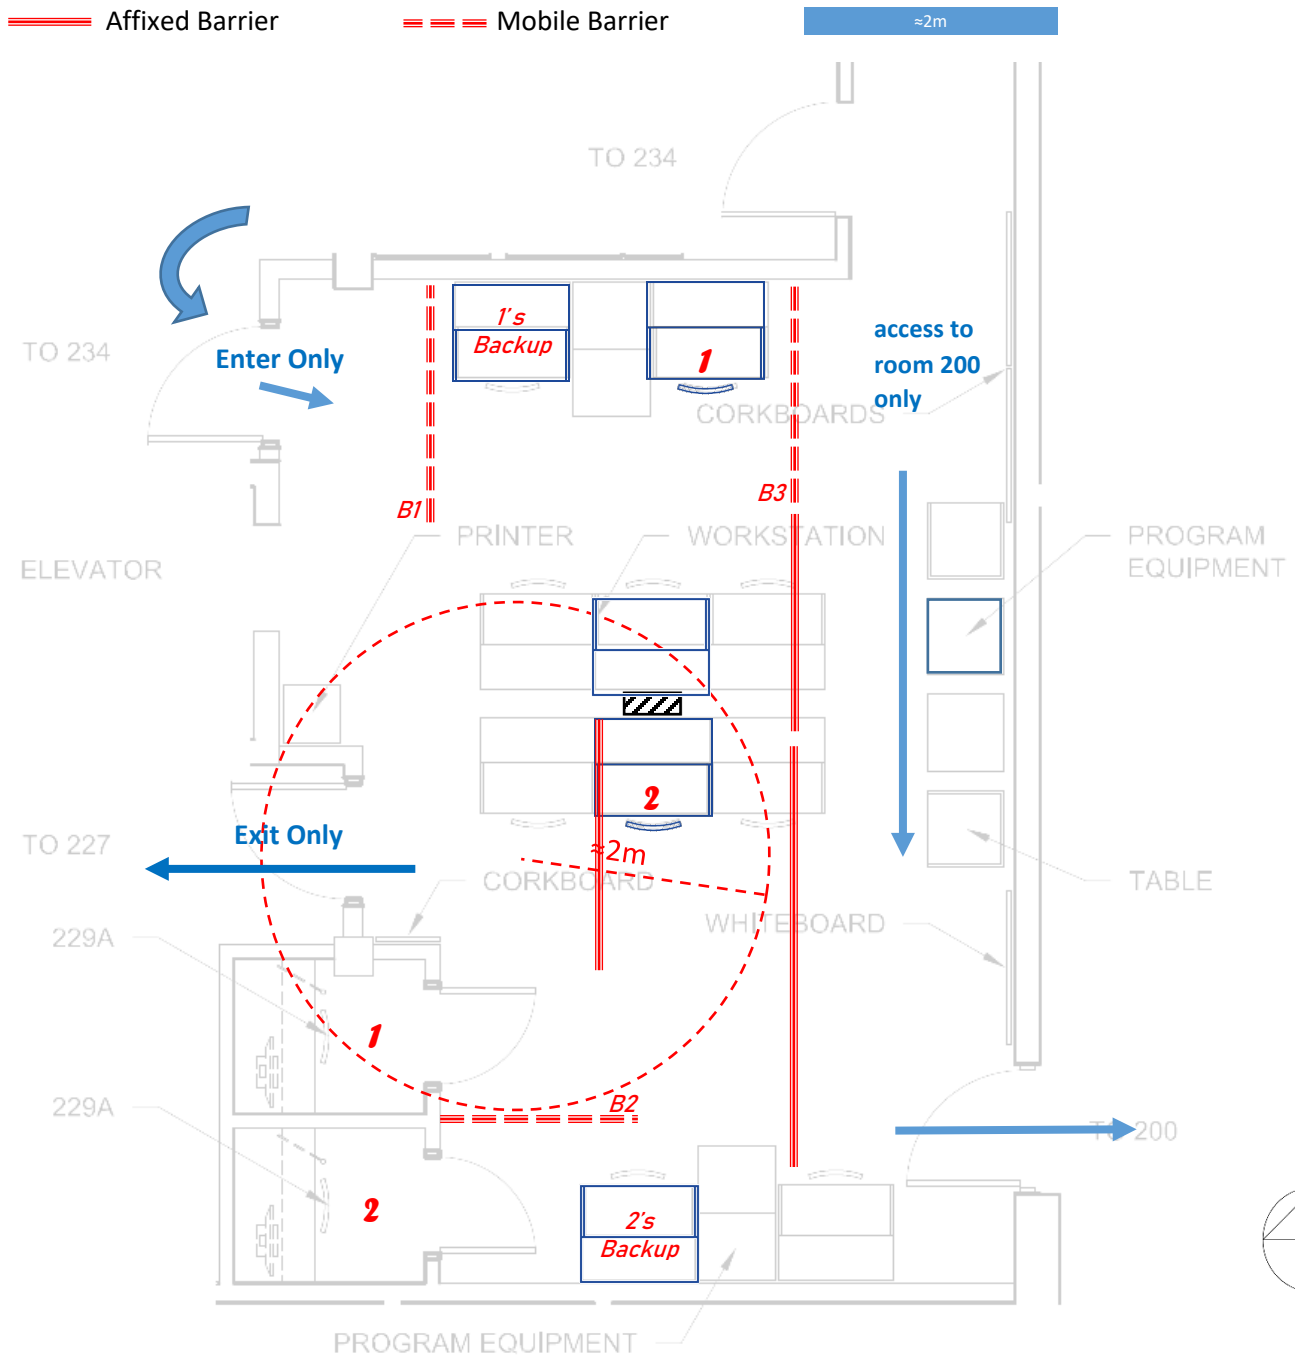 Affixed Barrier
Mobile Barrier
≈2m
TO 234
TO 234
Enter Only
1's
Backup
1
access to
room 200
only
CORKBOARDS
B1
B3
PRINTER
WORKSTATION
PROGRAM
EQUIPMENT
ELEVATOR
2
TO 227
Exit Only
≈2m
CORKBOARD
TABLE
WHITEBOARD
229A
1
229A
B2
TO 200
2
2's
Backup
PROGRAM EQUIPMENT